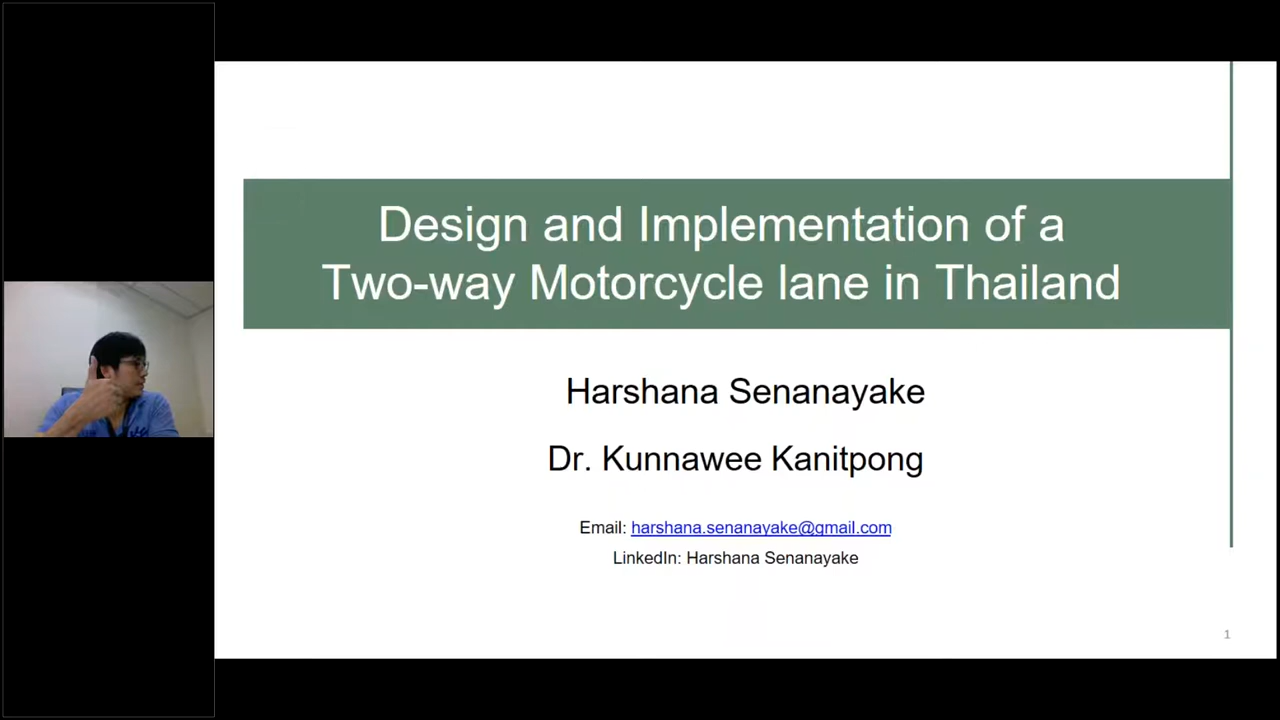 Design and Implementation of a
Two-way Motorcycle lane in Thailand
Harshana Senanayake
Dr. Kunnawee Kanitpong
Email: harshana.senanayake@gmail.com
LinkedIn: Harshana Senanayake
1